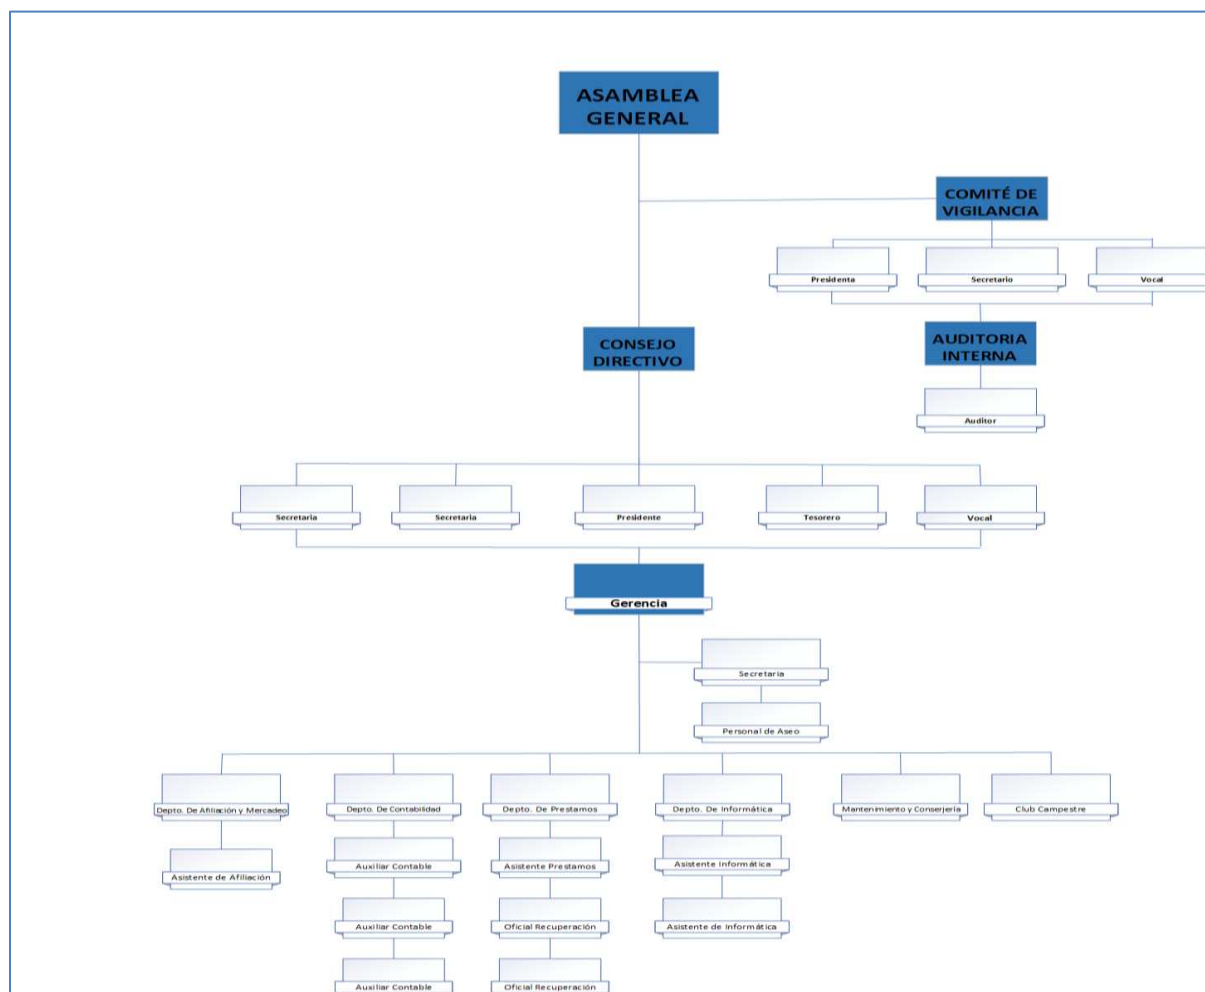 ASAMBLEA
GENERAL
COMITÉ DE
VIGILANCIA
Presidenta
Secretario
Vocal
CONSEJO
DIRECTIVO
AUDITORIA
INTERNA
Auditor
Secretaria
Secretaria
Presidente
Tesorero
Vocal
Gerencia
Secretaria
Personal de Aseo
Depto. De Afiliación y Mercadeo
Depto. De Contabilidad
Depto. De Prestamos
Depto. De Informática
Mantenimiento y Conserjería
Club Campestre
Asistente de Afiliación
Auxiliar Contable
Asistente Prestamos
Asistente Informática
Auxiliar Contable
Oficial Recuperación
Asistente de Informática
Auxiliar Contable
Oficial Recuperación